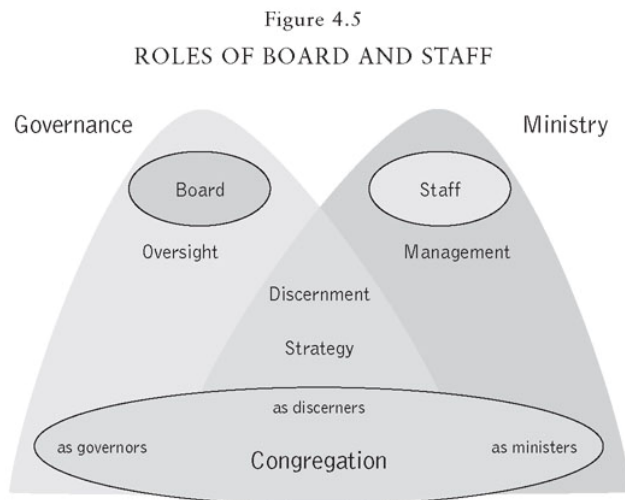 Figure 4.5
ROLES OF BOARD AND STAFF
Governance
Ministry
Board
Staff
Oversight
Management
Discernment
Strategy
as discerners
as governors
as ministers
Congregation